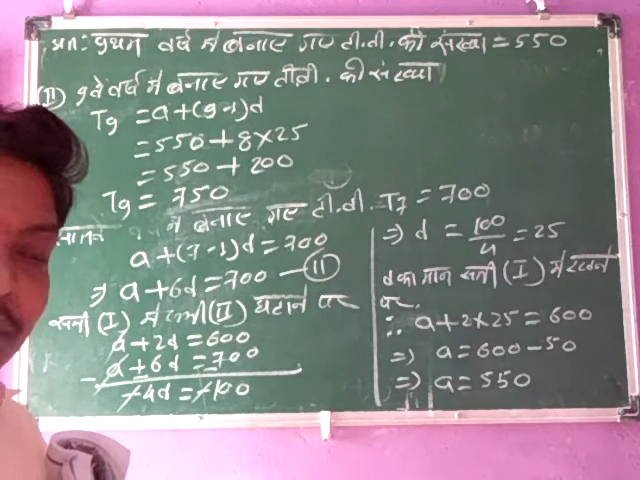 अतः प्रथम वर्ष में बनाए गए टी.वी. की संख्या = 550
(II) 9वे वर्ष में बनाए गए टीवी. की संख्या
T9 = a+(9-1)d
= 550 + 8×25
= 550 + 200
T9 = 750
में बनाए गए टी.वी. T7 = 700
a+(7-1)d = 700
⇒ a+6d = 700 — (II)
समी (I) में समी (II) घटाने पर
a+2d = 600
a+6d = 700
-4d = -100
⇒ d = 100/4 = 25
d का मान समी (I) में रखने
पर.
∴ a+2×25 = 600
⇒ a = 600-50
⇒ a = 550